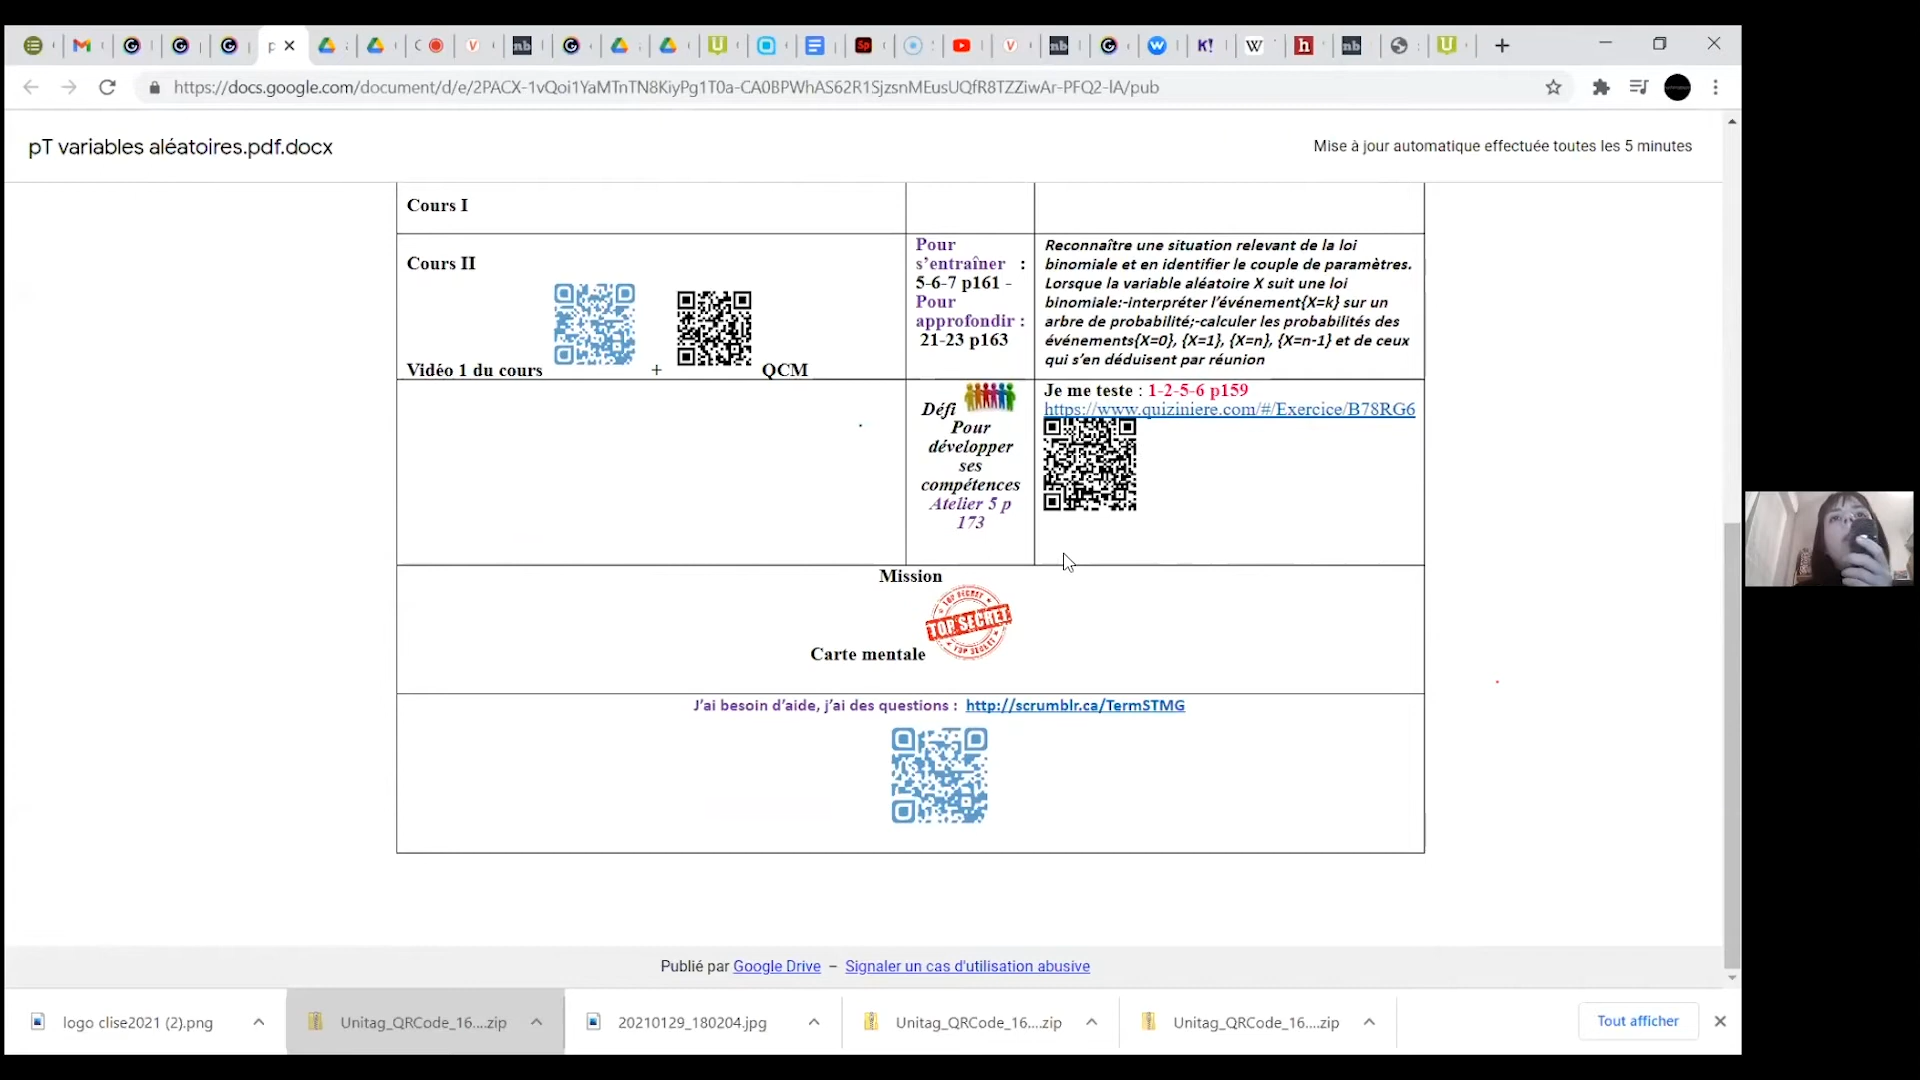 https://docs.google.com/document/d/e/2PACX-1vQoi1YaMTnTN8KiyPg1T0a-CA0BPWhAS62R1SjzsnMEusUQfR8TZZiwAr-PFQ2-lA/pub
pT variables aléatoires.pdf.docx
Mise à jour automatique effectuée toutes les 5 minutes
Cours I
Cours II
Vidéo 1 du cours + QCM
Pour
s’entraîner :
5-6-7 p161 -
Pour
approfondir :
21-23 p163
Reconnaître une situation relevant de la loi
binomiale et en identifier le couple de paramètres.
Lorsque la variable aléatoire X suit une loi
binomiale:-interpréter l’événement{X=k} sur un
arbre de probabilité;-calculer les probabilités des
événements{X=0}, {X=1}, {X=n}, {X=n-1} et de ceux
qui s’en déduisent par réunion
Défi
Pour
développer
ses
compétences
Atelier 5 p
173
Je me teste : 1-2-5-6 p159
https://www.quiziniere.com/#/Exercice/B78RG6
Mission
TOP SECRET
TOP SECRET
TOP SECRET
Carte mentale
J’ai besoin d’aide, j’ai des questions : http://scrumblr.ca/TermSTMG
Publié par Google Drive – Signaler un cas d'utilisation abusive
logo clise2021 (2).png
Unitag_QRCode_16....zip
20210129_180204.jpg
Unitag_QRCode_16....zip
Unitag_QRCode_16....zip
Tout afficher